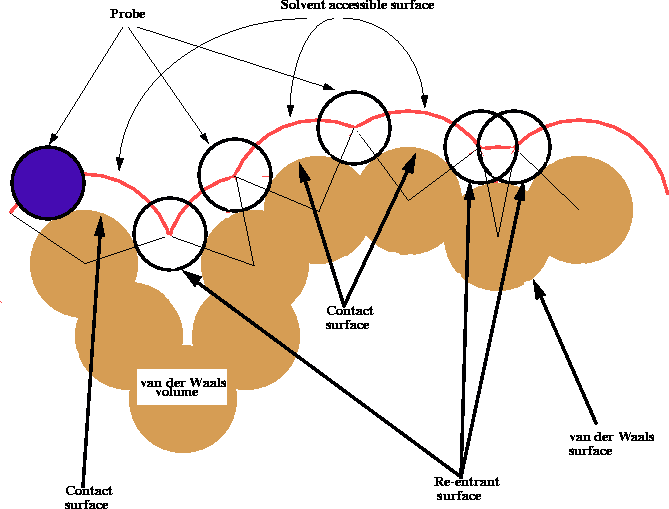 Solvent accessible surface
Probe
Contact
surface
van der Waals
volume
van der Waals
surface
Re-entrant
surface
Contact
surface